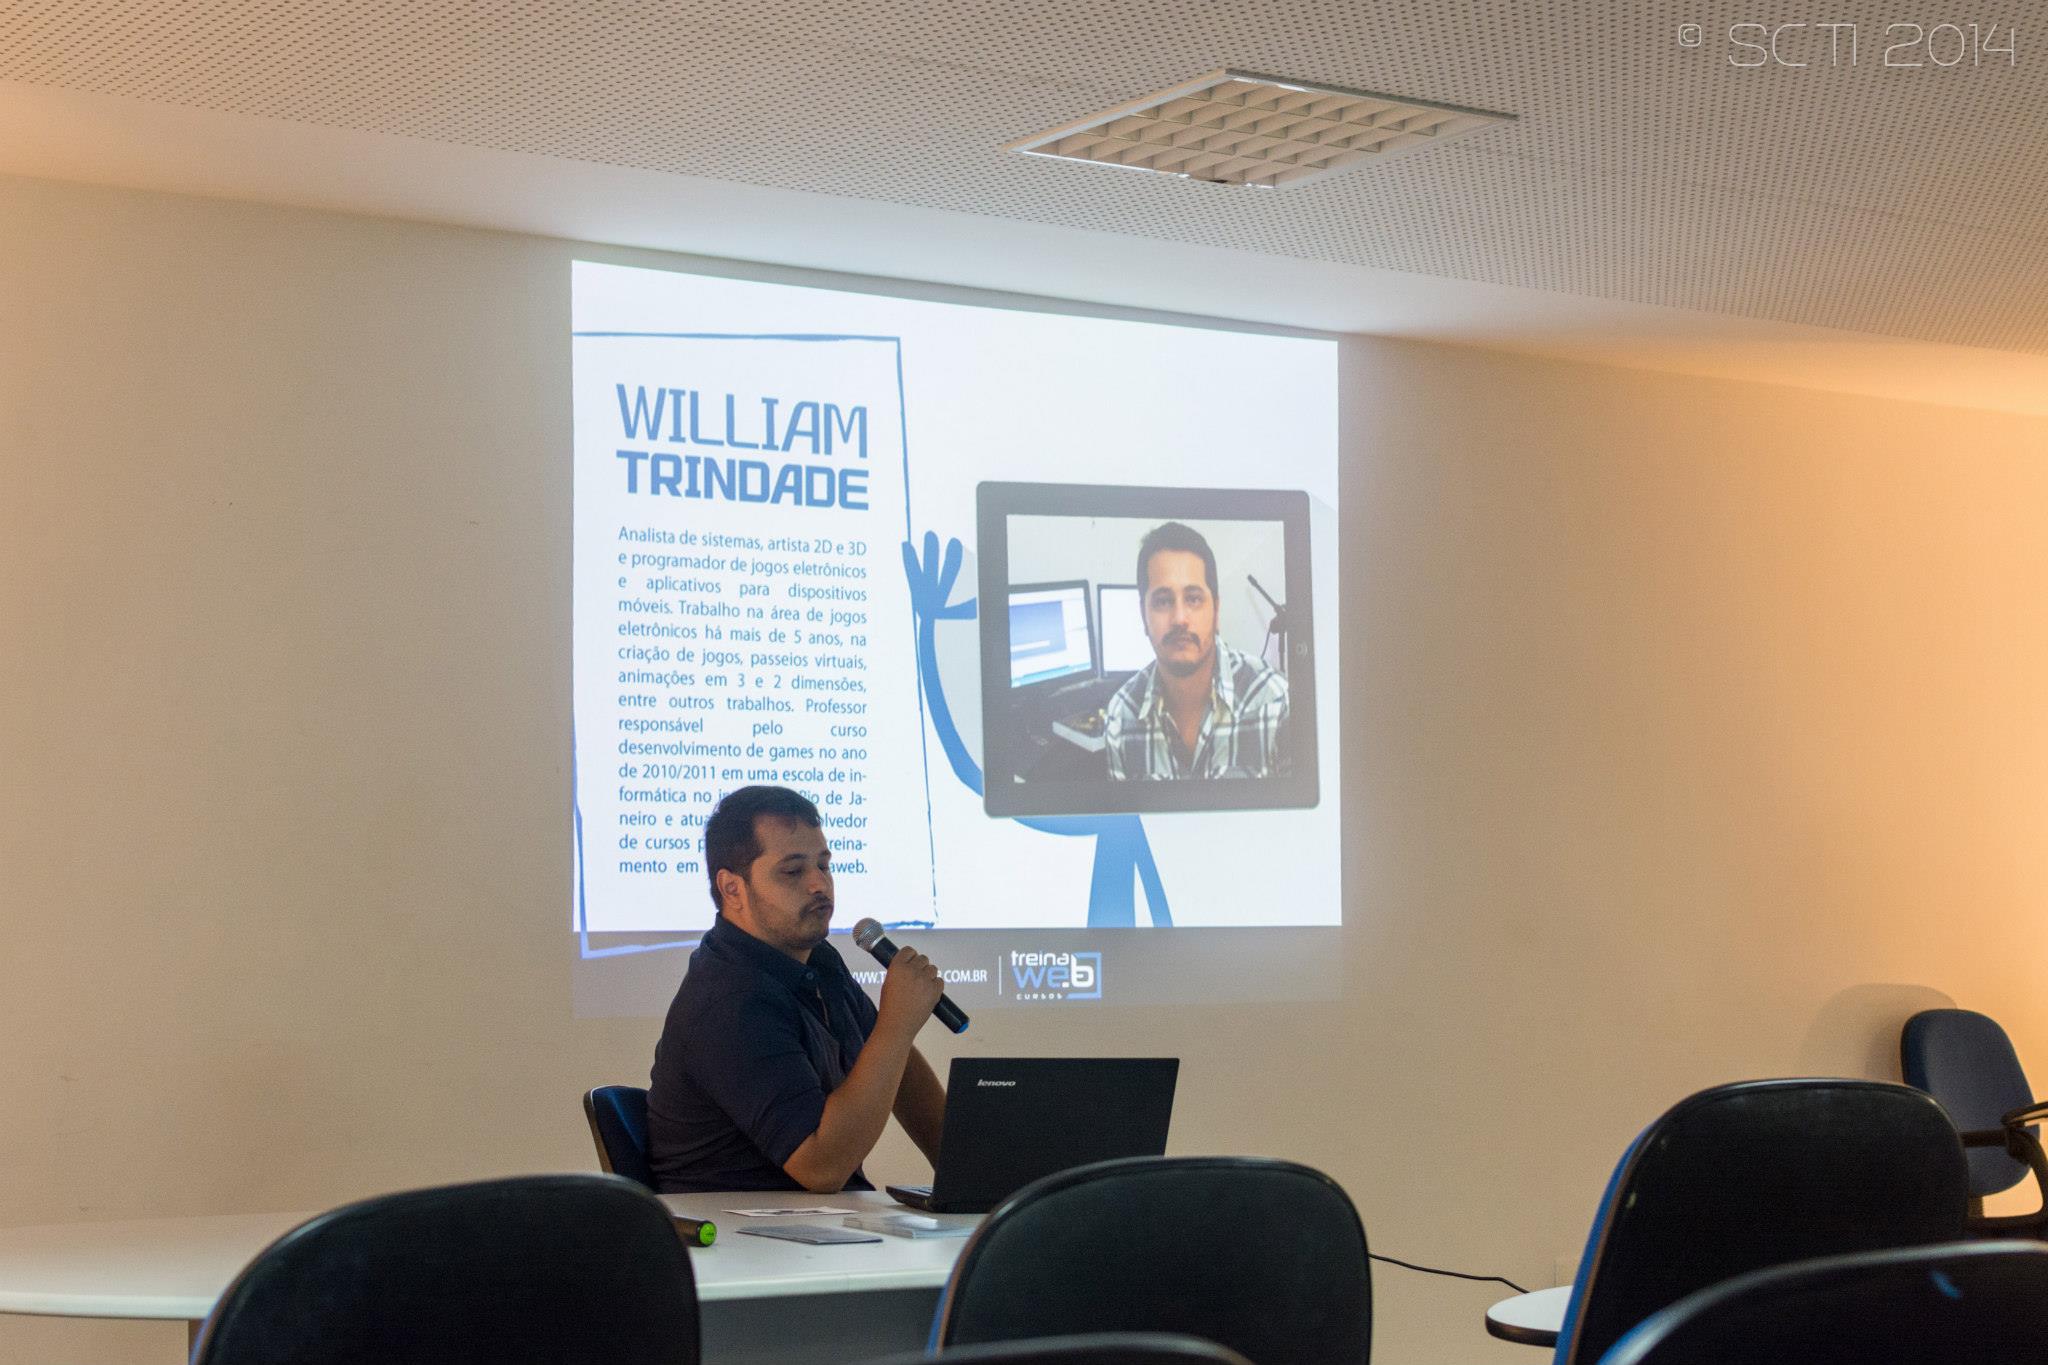 © SCTI 2014
WILLIAM
TRINDADE
Analista de sistemas, artista 2D e 3D
e programador de jogos eletrônicos
e aplicativos para dispositivos
móveis. Trabalho na área de jogos
eletrônicos há mais de 5 anos, na
criação de jogos, passeios virtuais,
animações em 3 e 2 dimensões,
entre outros trabalhos. Professor
responsável pelo curso
desenvolvimento de games no ano
de 2010/2011 em uma escola de in-
formática no Rio de Ja-
neiro e
de cursos
mento em
treina
web
CURSOS
lenovo